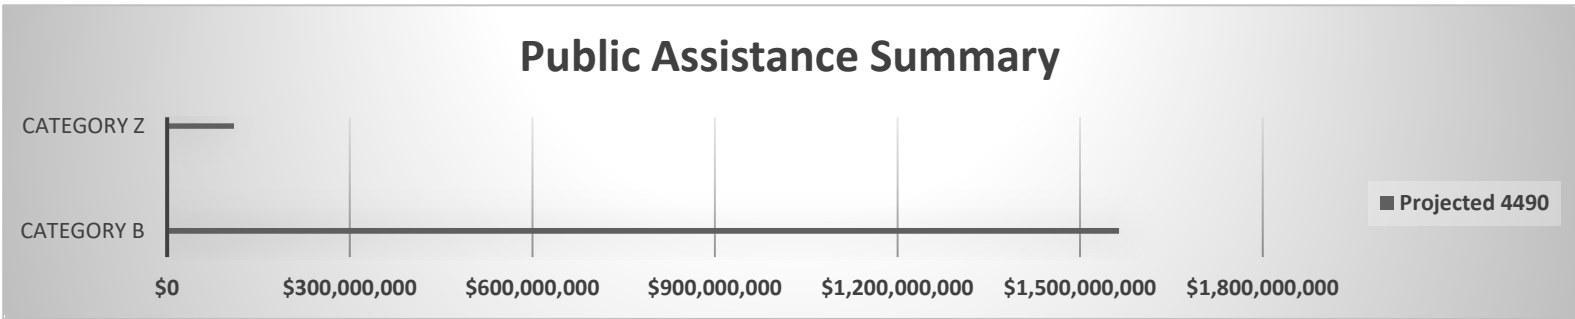 Public Assistance Summary
CATEGORY Z
CATEGORY B
Projected 4490
$0 $300,000,000 $600,000,000 $900,000,000 $1,200,000,000 $1,500,000,000 $1,800,000,000